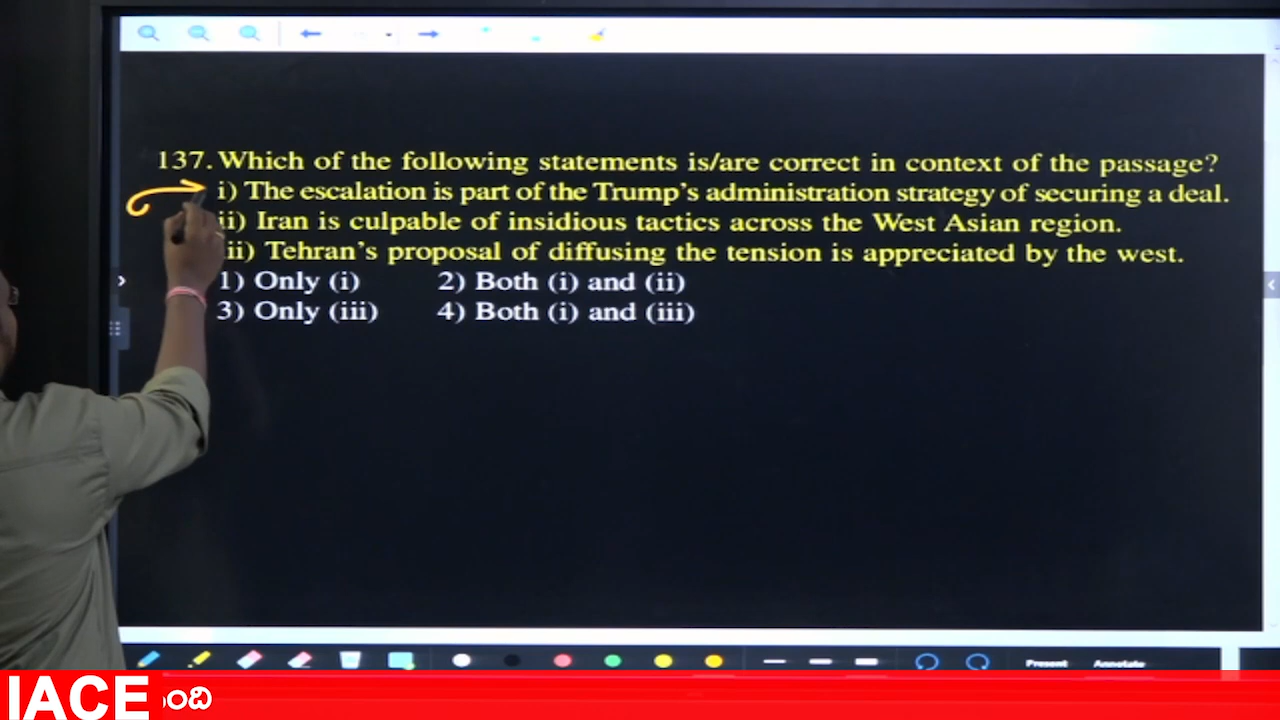 137. Which of the following statements is/are correct in context of the passage?
i) The escalation is part of the Trump's administration strategy of securing a deal.
ii) Iran is culpable of insidious tactics across the West Asian region.
iii) Tehran's proposal of diffusing the tension is appreciated by the west.
1) Only (i) 2) Both (i) and (ii)
3) Only (iii) 4) Both (i) and (iii)
Present Annotate
IACE